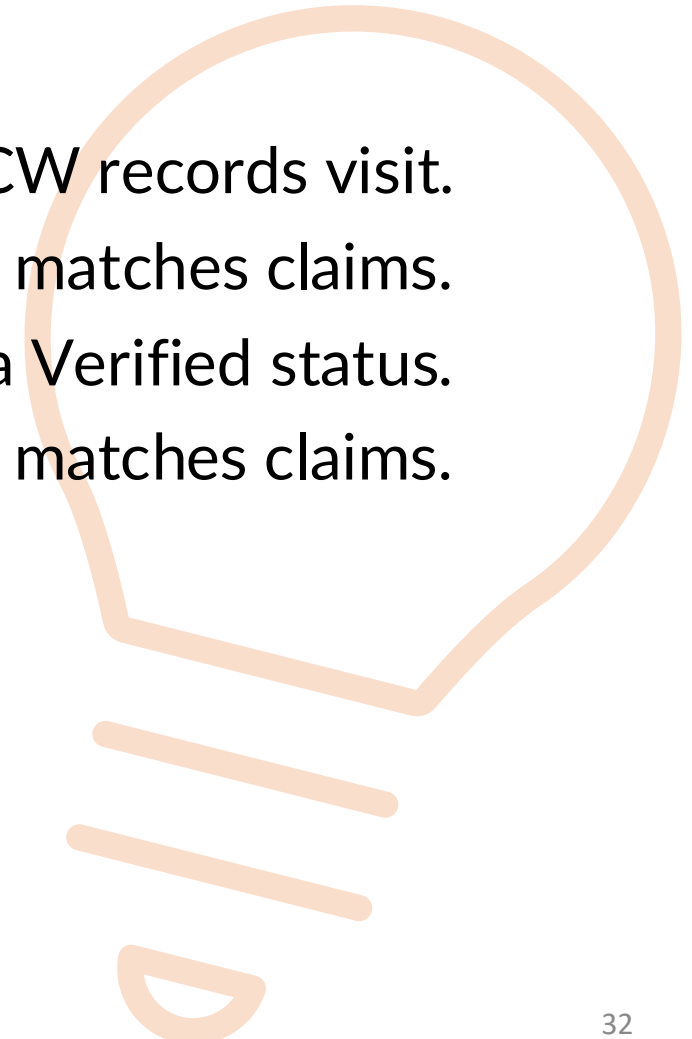 CW records visit.
matches claims.
a Verified status.
matches claims.
32